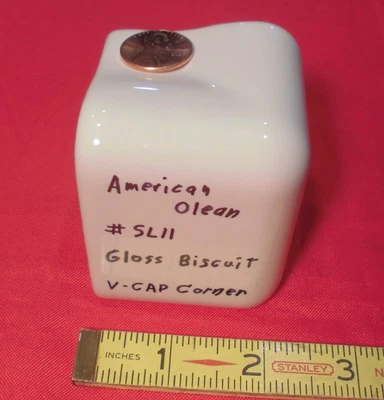 American
Olean
# SL11
Gloss Biscuit
V-CAP Corner
INCHES 1 2 STANLEY 3